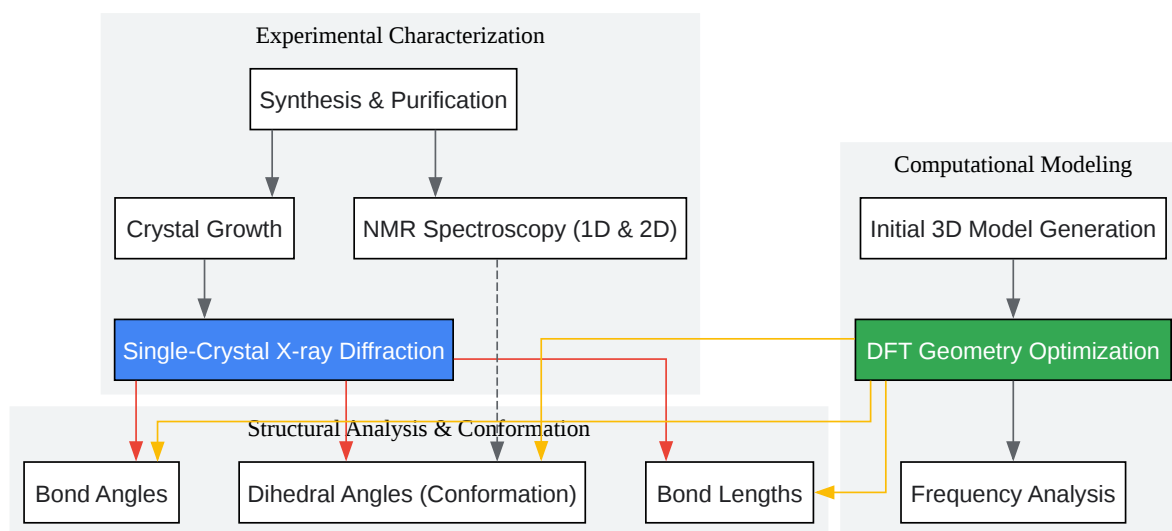 Experimental Characterization
Synthesis & Purification
Computational Modeling
Crystal Growth
NMR Spectroscopy (1D & 2D)
Initial 3D Model Generation
Single-Crystal X-ray Diffraction
DFT Geometry Optimization
Structural Analysis & Conformation
Bond Angles
Dihedral Angles (Conformation)
Bond Lengths
Frequency Analysis